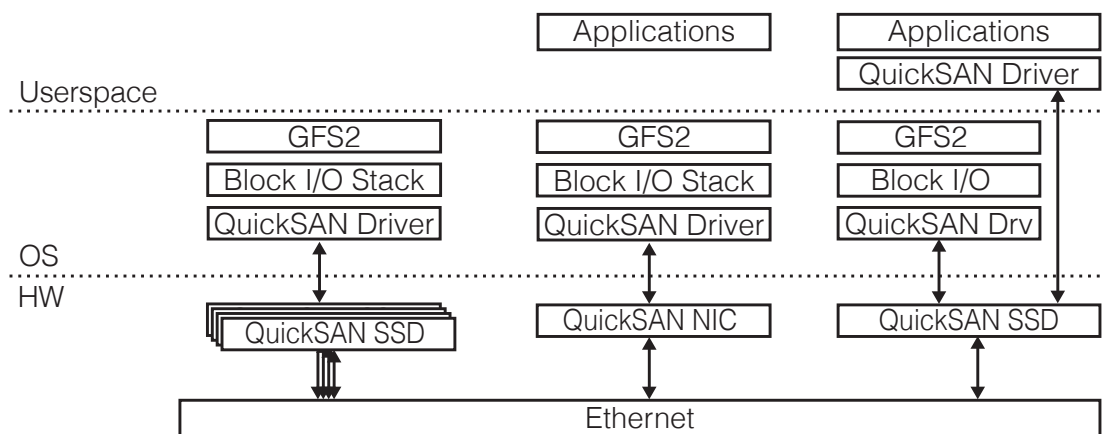 Applications
Applications
QuickSAN Driver
Userspace
GFS2
GFS2
GFS2
Block I/O Stack
Block I/O Stack
Block I/O
QuickSAN Driver
QuickSAN Driver
QuickSAN Drv
OS
HW
QuickSAN SSD
QuickSAN NIC
QuickSAN SSD
Ethernet